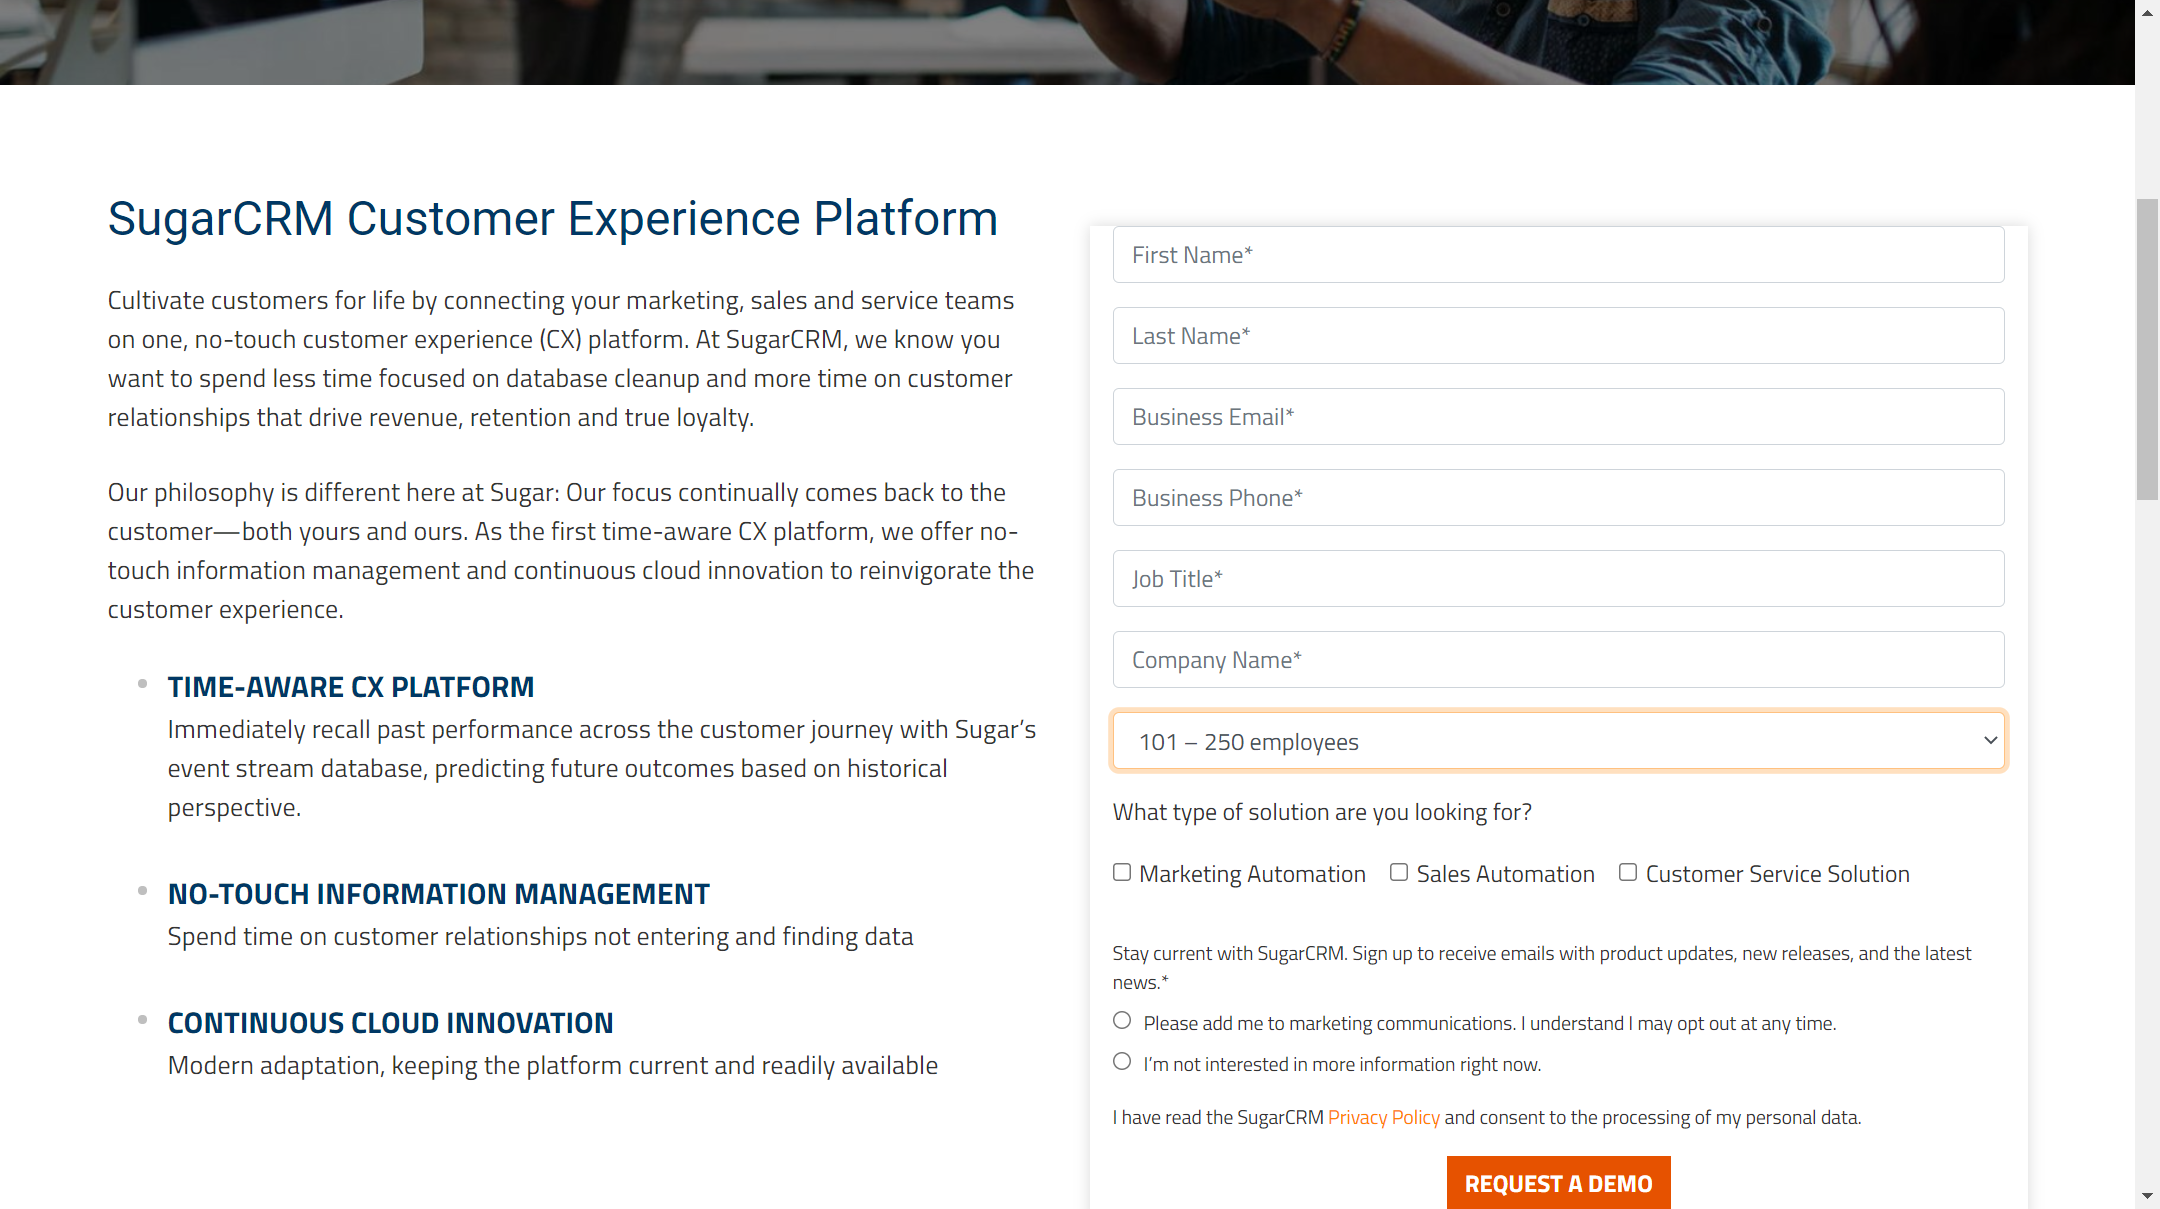 SugarCRM Customer Experience Platform
Cultivate customers for life by connecting your marketing, sales and service teams
on one, no-touch customer experience (CX) platform. At SugarCRM, we know you
want to spend less time focused on database cleanup and more time on customer
relationships that drive revenue, retention and true loyalty.
Our philosophy is different here at Sugar: Our focus continually comes back to the
customer—both yours and ours. As the first time-aware CX platform, we offer no-
touch information management and continuous cloud innovation to reinvigorate the
customer experience.
TIME-AWARE CX PLATFORM
Immediately recall past performance across the customer journey with Sugar’s
event stream database, predicting future outcomes based on historical
perspective.
NO-TOUCH INFORMATION MANAGEMENT
Spend time on customer relationships not entering and finding data
CONTINUOUS CLOUD INNOVATION
Modern adaptation, keeping the platform current and readily available
First Name*
Last Name*
Business Email*
Business Phone*
Job Title*
Company Name*
101 – 250 employees
What type of solution are you looking for?
Marketing Automation Sales Automation Customer Service Solution
Stay current with SugarCRM. Sign up to receive emails with product updates, new releases, and the latest
news.*
Please add me to marketing communications. I understand I may opt out at any time.
I’m not interested in more information right now.
I have read the SugarCRM Privacy Policy and consent to the processing of my personal data.
REQUEST A DEMO